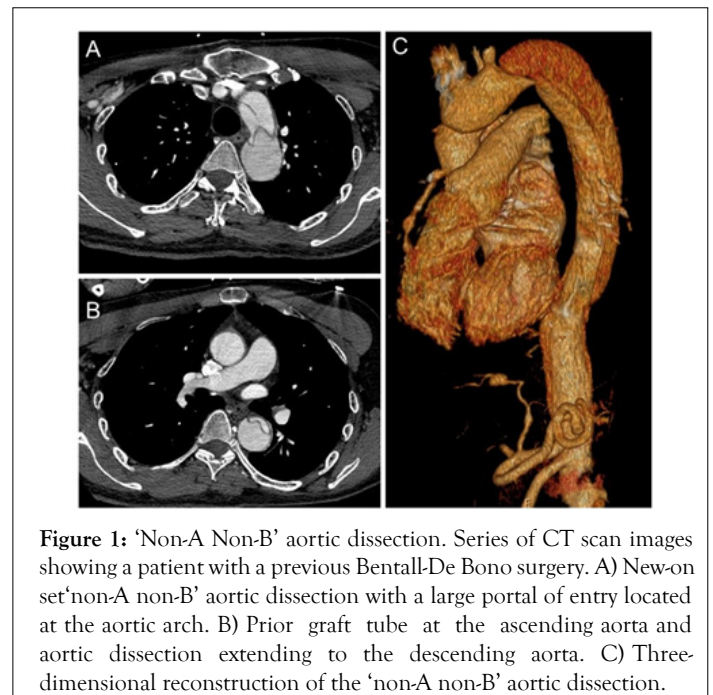 A
C
B
Figure 1: ‘Non-A Non-B’ aortic dissection. Series of CT scan images
showing a patient with a previous Bentall-De Bono surgery. A) New-on
set‘non-A non-B’ aortic dissection with a large portal of entry located
at the aortic arch. B) Prior graft tube at the ascending aorta and
aortic dissection extending to the descending aorta. C) Three-
dimensional reconstruction of the ‘non-A non-B’ aortic dissection.